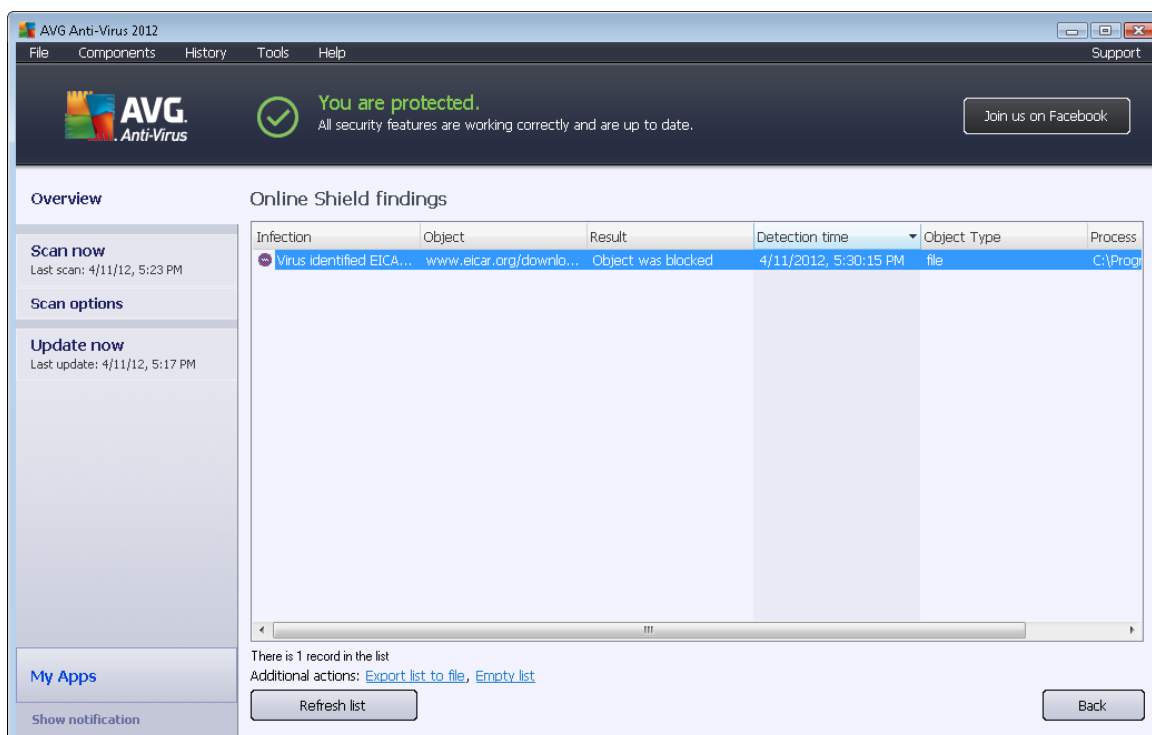 AVG Anti-Virus 2012
File Components History Tools Help Support
AVG.
Anti-Virus
You are protected.
All security features are working correctly and are up to date.
Join us on Facebook
Overview
Scan now
Last scan: 4/11/12, 5:23 PM
Scan options
Update now
Last update: 4/11/12, 5:17 PM
My Apps
Show notification
Online Shield findings
Infection Object Result Detection time Object Type Process
Virus identified EICA... www.eicar.org/downlo... Object was blocked 4/11/2012, 5:30:15 PM file C:\Progr
There is 1 record in the list
Additional actions: Export list to file, Empty list
Refresh list
Back